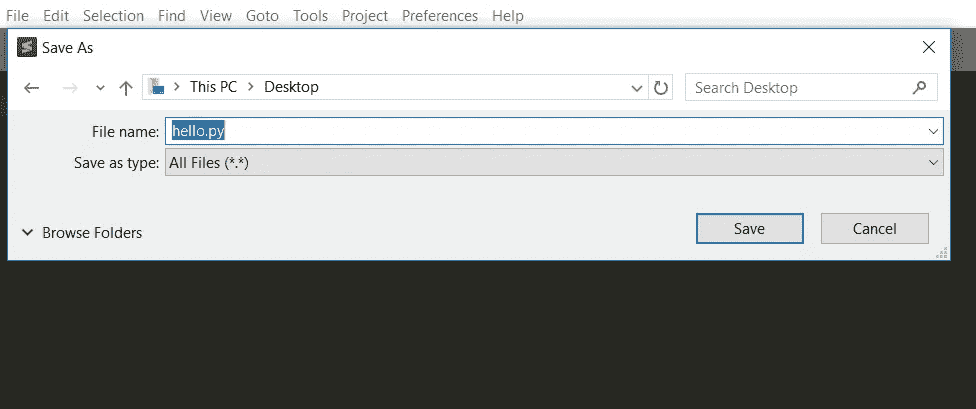 File Edit Selection Find View Goto Tools Project Preferences Help
Save As
This PC > Desktop
Search Desktop
File name: hello.py
Save as type: All Files (*.*)
Browse Folders
Save
Cancel